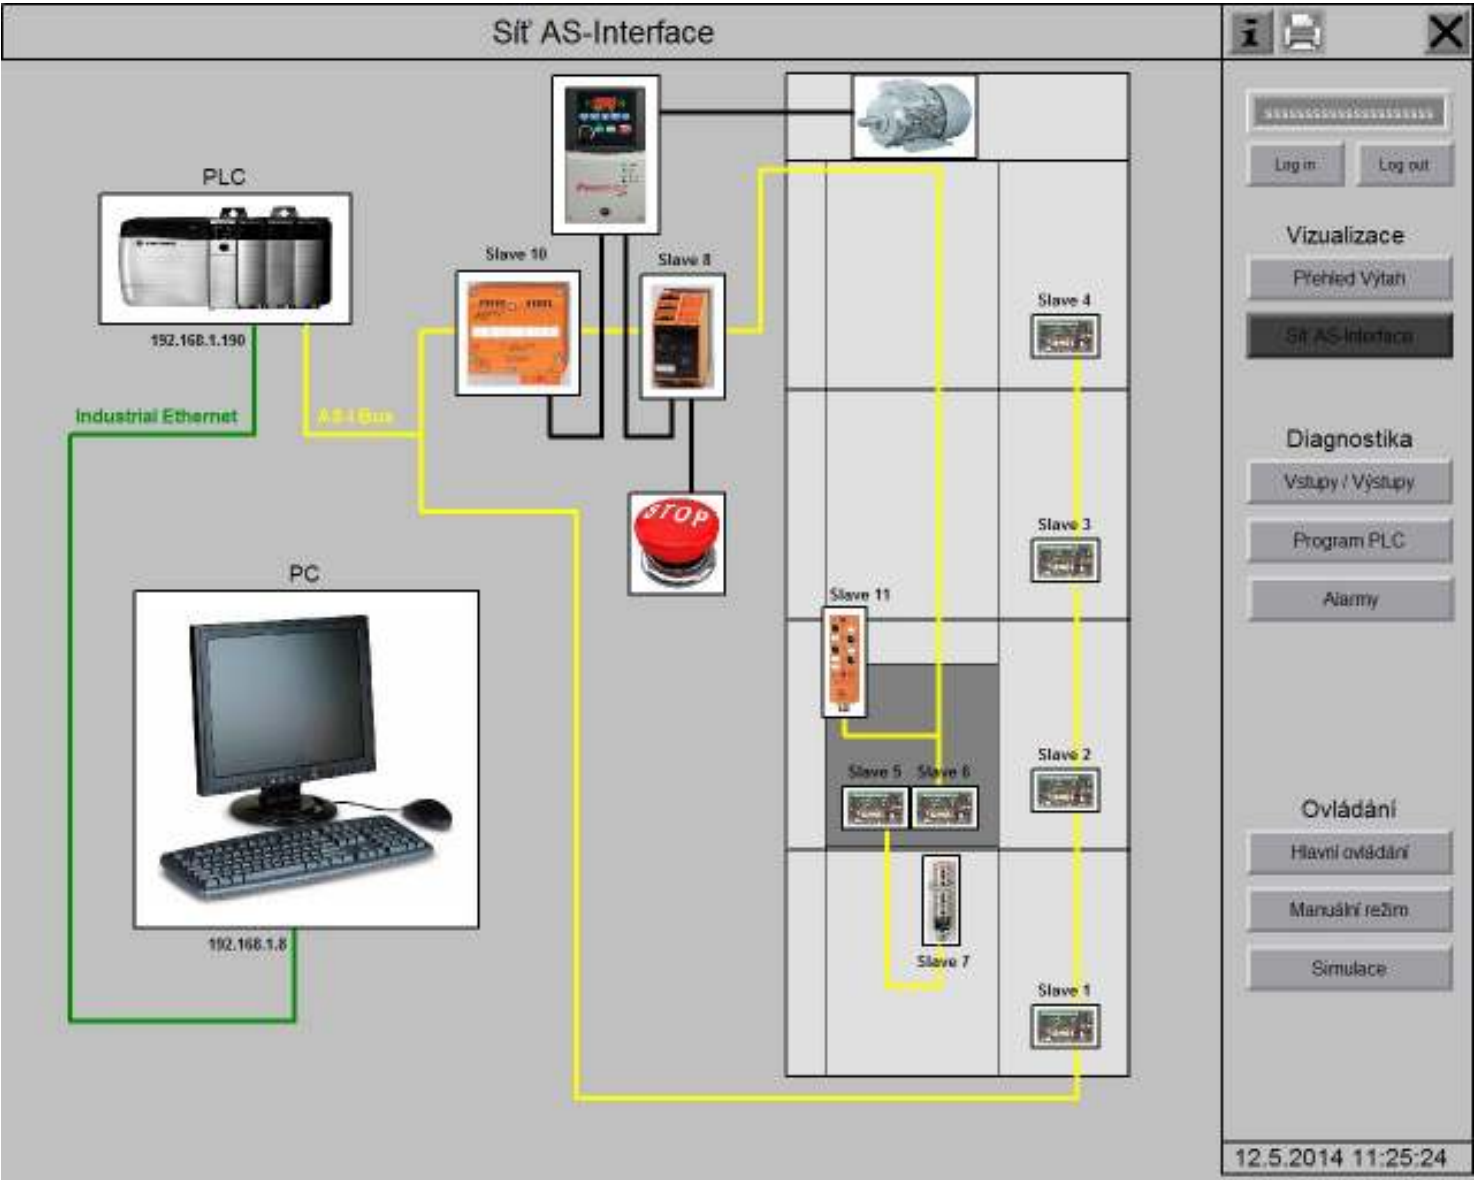 Síť AS-Interface
PLC
192.168.1.190
Industrial Ethernet
AS-I Bus
PC
192.168.1.8
Slave 10
Slave 8
STOP
Slave 4
Slave 3
Slave 11
Slave 2
Slave 5
Slave 6
Slave 7
Slave 1
i
X
SSSSSSSSSSSSSSSSSSSSSS
Log in
Log out
Vizualizace
Přehled Výtah
Síť AS-Interface
Diagnostika
Vstupy / Výstupy
Program PLC
Alarmy
Ovládání
Hlavní ovládání
Manuální režim
Simulace
12.5.2014 11:25:24